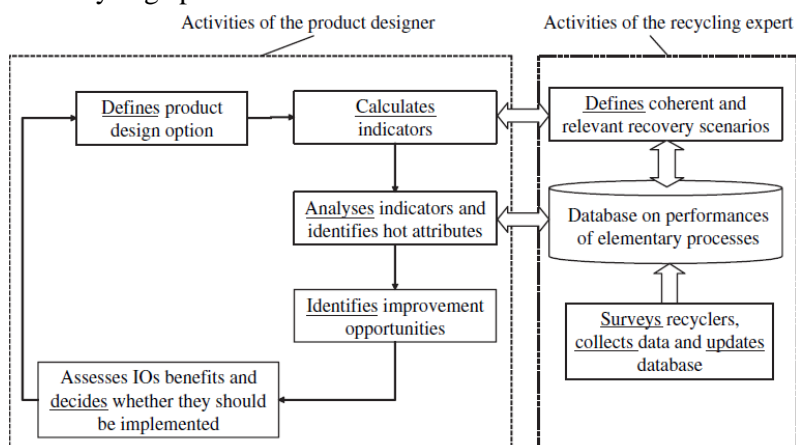 Activities of the product designer
Activities of the recycling expert
Defines product
design option
Calculates
indicators
Defines coherent and
relevant recovery scenarios
Analyses indicators and
identifies hot attributes
Database on performances
of elementary processes
Identifies improvement
opportunities
Surveys recyclers,
collects data and updates
database
Assesses IOs benefits and
decides whether they should
be implemented